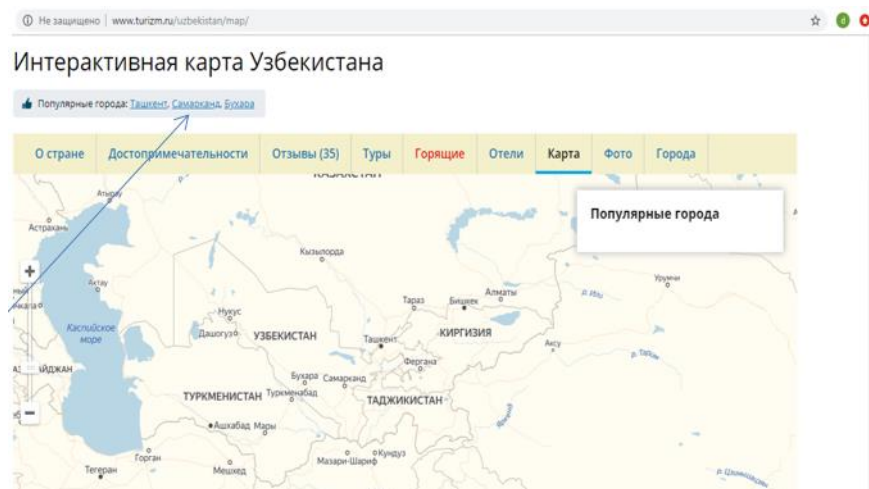 Не защищено | www.turizm.ru/uzbekistan/map/
Интерактивная карта Узбекистана
Популярные города: Ташкент, Самарканд, Бухара
О стране Достопримечательности Отзывы (35) Туры Горящие Отели Карта Фото Города
Популярные города
Атырау
Астрахань
Кызылорда
Актау
Каспийское море
Нукус
Дашогуз
УЗБЕКИСТАН
Тараз
Бишкек
Алматы
р. Или
Урумчи
Ташкент
КИРГИЗИЯ
Аксу
Фергана
р. Тарим
АЙДЖАН
Бухара
Самарканд
ТУРКМЕНИСТАН
Туркменабад
ТАДЖИКИСТАН
Ашхабад
Мары
Горган
Тегеран
Мешхед
Мазари-Шариф
Кундуз